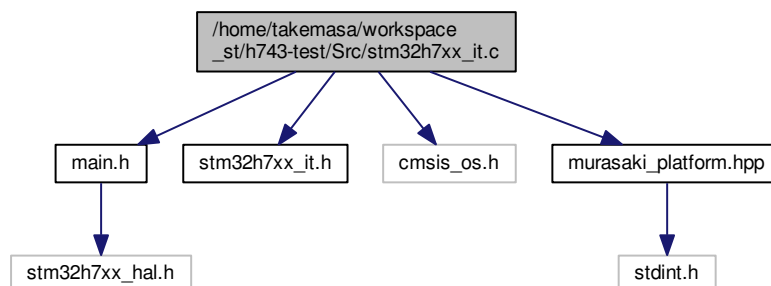 /home/takemasa/workspace
_st/h743-test/Src/stm32h7xx_it.c
main.h
stm32h7xx_it.h
cmsis_os.h
murasaki_platform.hpp
stm32h7xx_hal.h
stdint.h